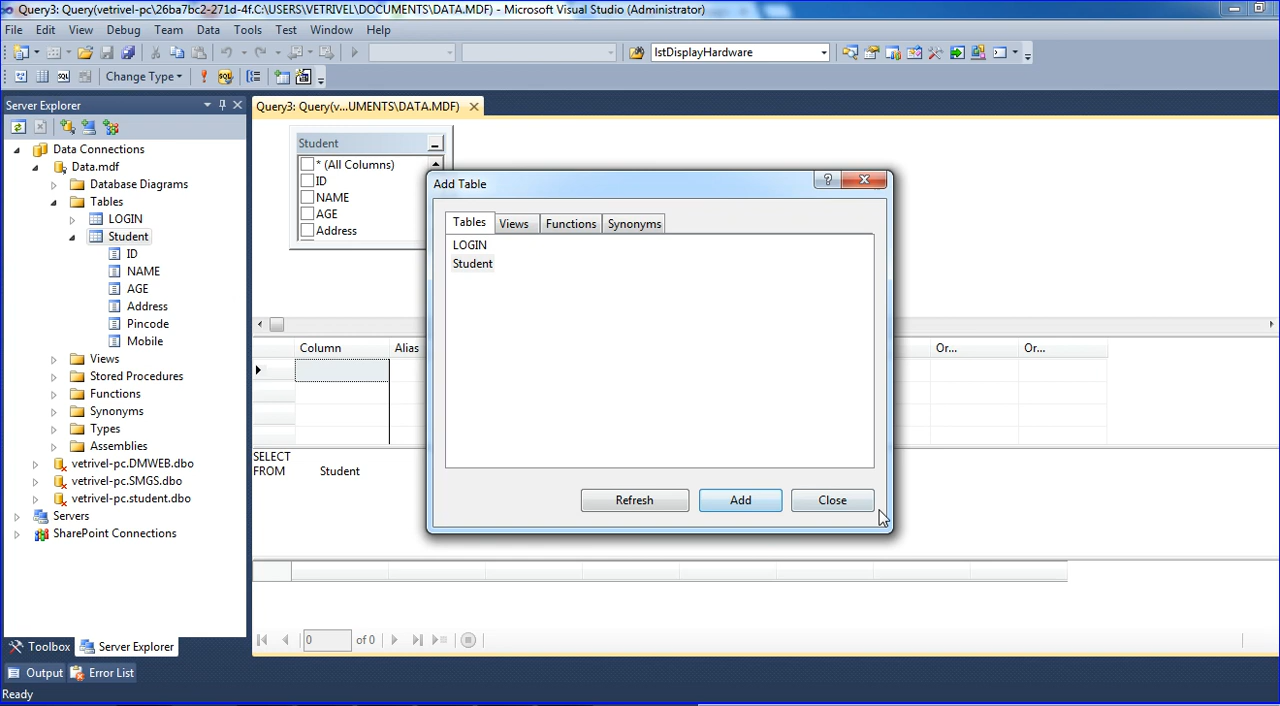 Query3: Query(vetrivel-pc\26ba7bc2-271d-4f.C:\USERS\VETRIVEL\DOCUMENTS\DATA.MDF) - Microsoft Visual Studio (Administrator)
File Edit View Debug Team Data Tools Test Window Help
lstDisplayHardware
Change Type
Server Explorer
Query3: Query(v...UMENTS\DATA.MDF)
Data Connections
Data.mdf
Database Diagrams
Tables
LOGIN
Student
ID
NAME
AGE
Address
Pincode
Mobile
Views
Stored Procedures
Functions
Synonyms
Types
Assemblies
vetrivel-pc.DMWEB.dbo
vetrivel-pc.SMGS.dbo
vetrivel-pc.student.dbo
Servers
SharePoint Connections
Toolbox Server Explorer
Student
* (All Columns)
ID
NAME
AGE
Address
Column Alias Or... Or...
SELECT
FROM Student
0 of 0
Add Table
?
Tables Views Functions Synonyms
LOGIN
Student
Refresh Add Close
Output Error List
Ready